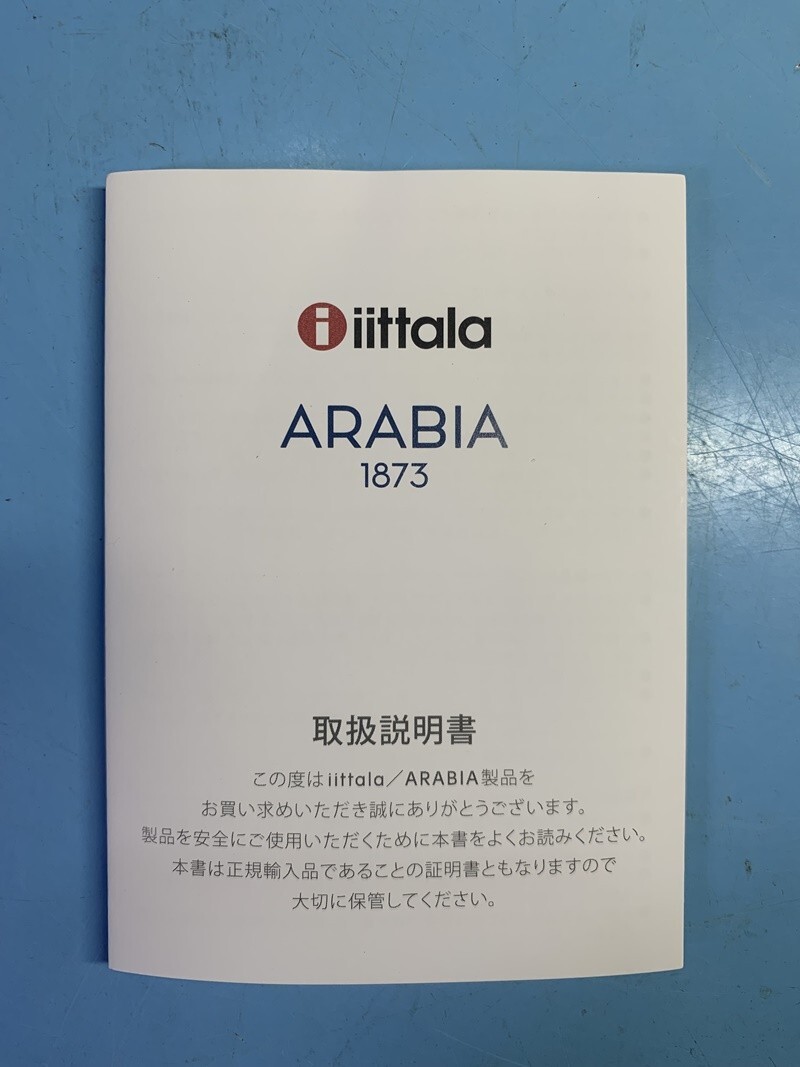 i iittala
ARABIA
1873
取扱説明書
この度はiittala／ARABIA製品を
お買い求めいただき誠にありがとうございます。
製品を安全にご使用いただくために本書をよくお読みください。
本書は正規輸入品であることの証明書ともなりますので
大切に保管してください。